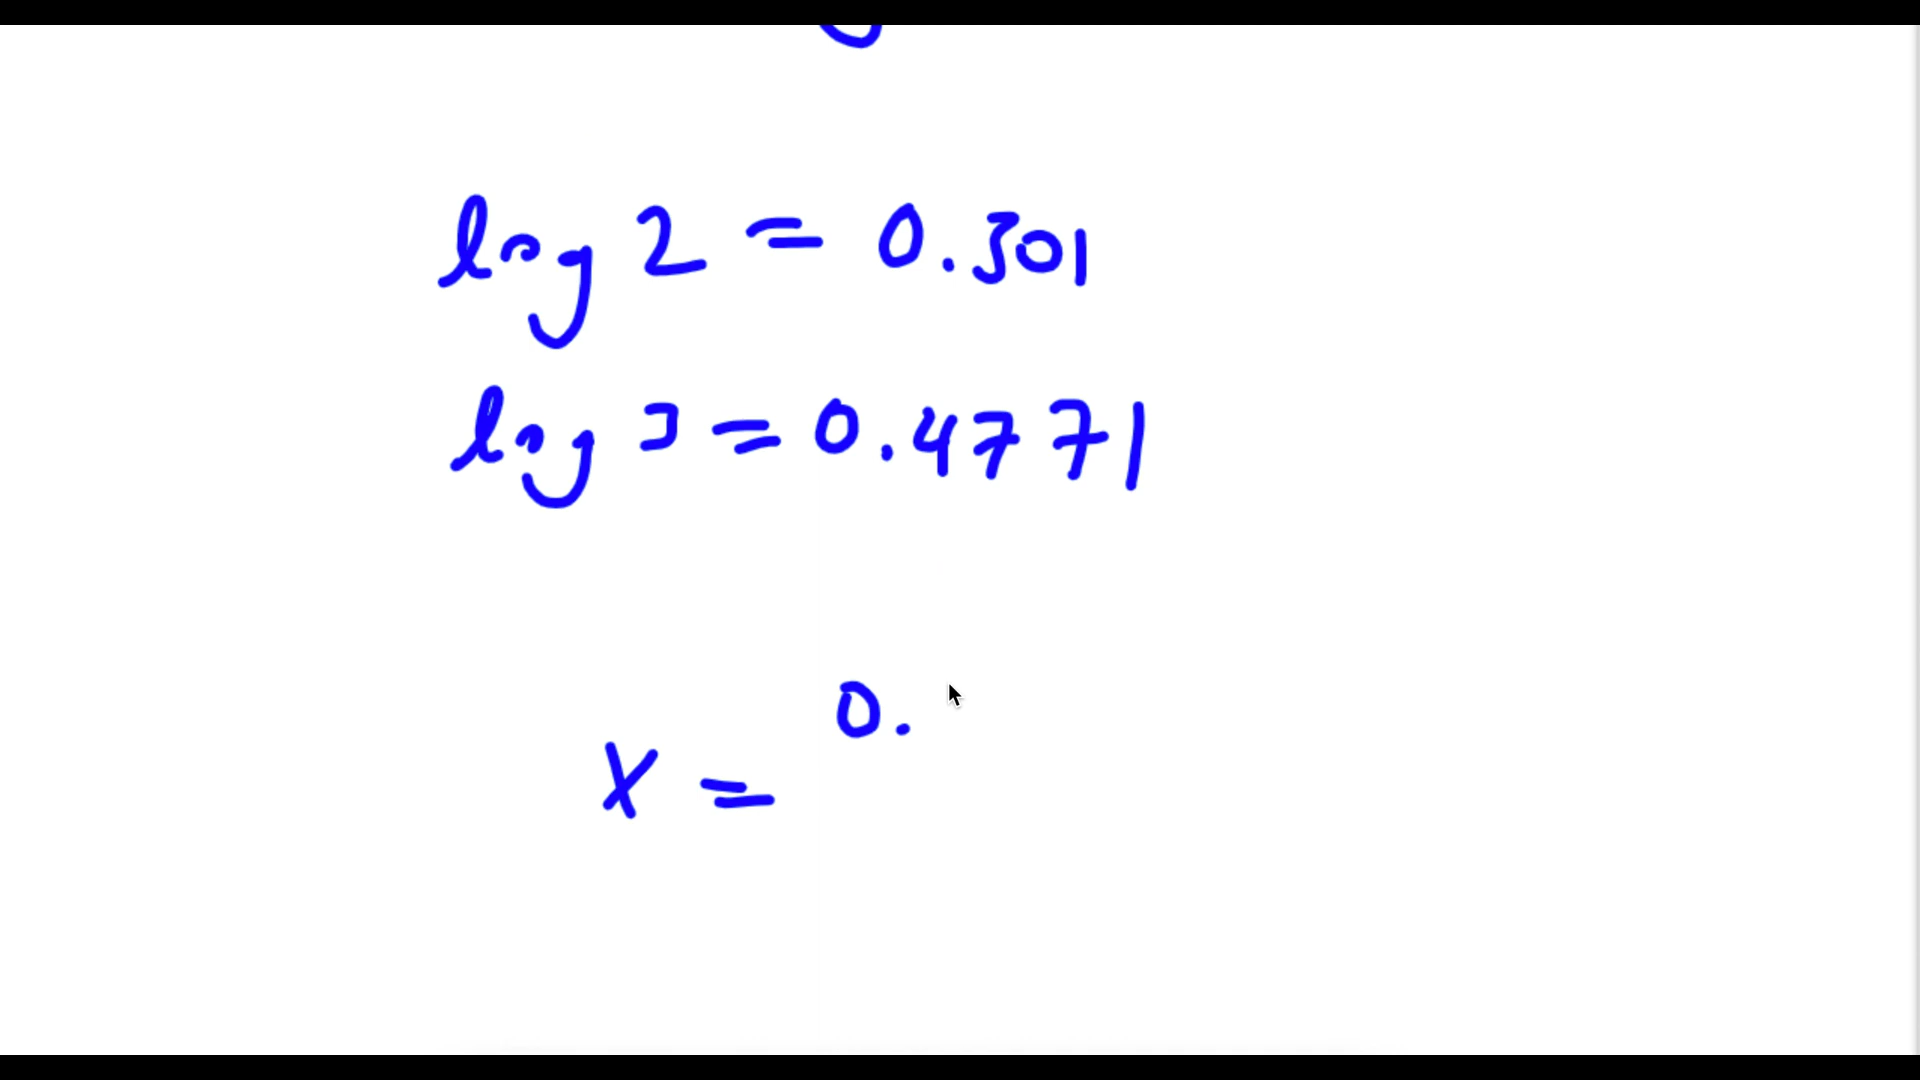 log 2 = 0.301
log 3 = 0.4771
x = 0.